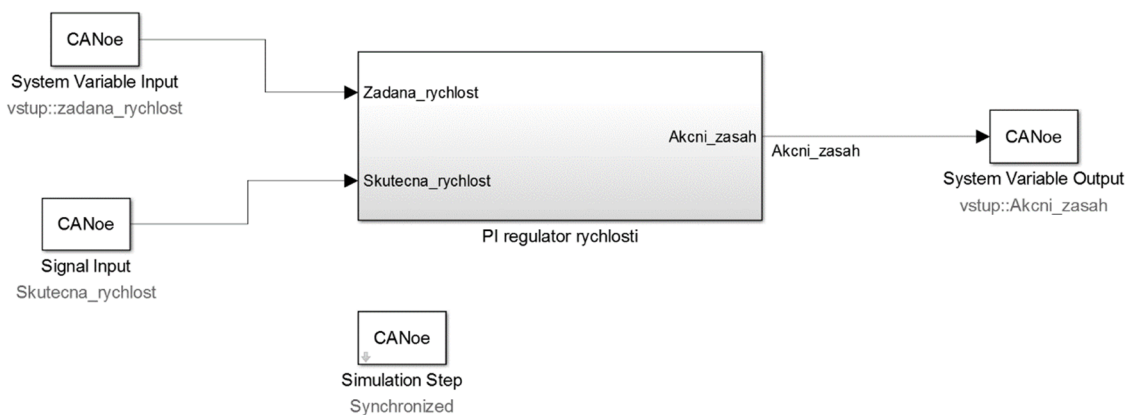 CANoe
System Variable Input
vstup::zadana_rychlost
Zadana_rychlost
Akcni_zasah
Akcni_zasah
CANoe
System Variable Output
vstup::Akcni_zasah
Skutecna_rychlost
PI regulator rychlosti
CANoe
Signal Input
Skutecna_rychlost
CANoe
Simulation Step
Synchronized